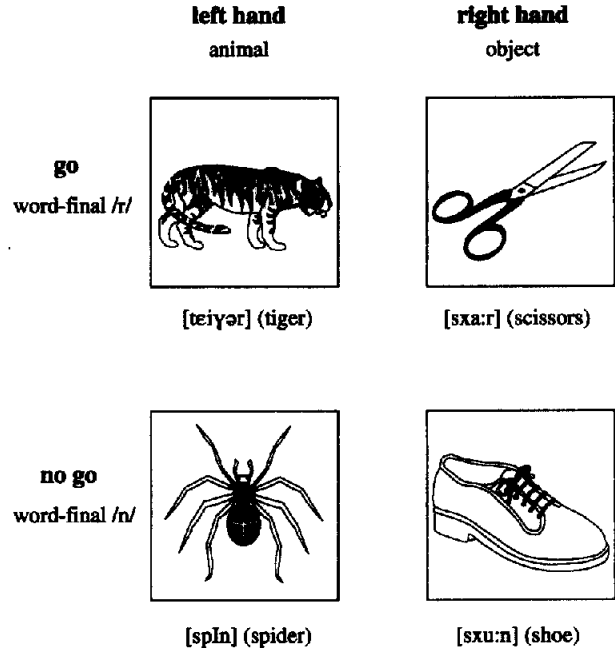 left hand right hand
animal object
go
word-final /r/
[tɛiɣər] (tiger) [sxa:r] (scissors)
no go
word-final /n/
[spIn] (spider) [sxu:n] (shoe)